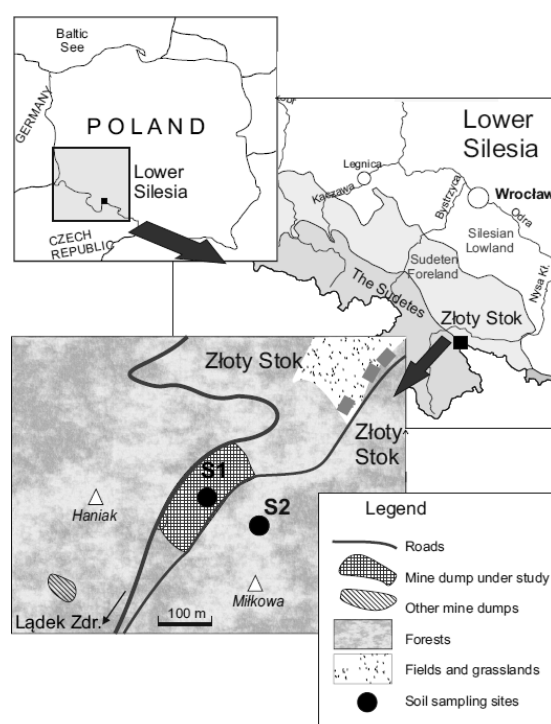 Baltic
See
GERMANY
POLAND
Lower
Silesia
CZECH
REPUBLIC
Lower
Silesia
Legnica
Kaczawa
Bystrzyca
Wrocław
Odra
Silesian
Lowland
Sudeten
Foreland
Nysa Kł.
The Sudetes
Złoty Stok
Złoty Stok
Złoty
Stok
S1
S2
Haniak
Miłkowa
Lądek Zdr.
100 m
Legend
Roads
Mine dump under study
Other mine dumps
Forests
Fields and grasslands
Soil sampling sites